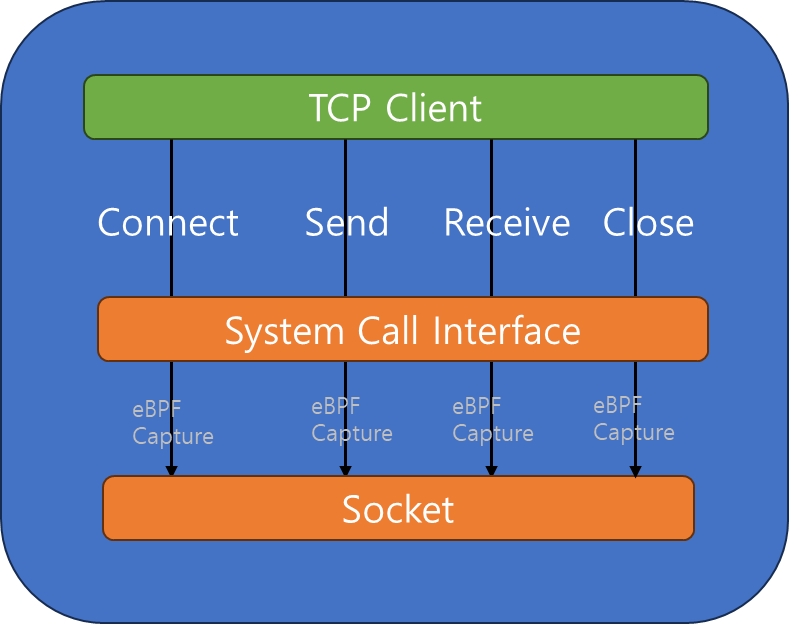 TCP Client
Connect Send Receive Close
System Call Interface
eBPF eBPF eBPF eBPF
Capture Capture Capture Capture
Socket